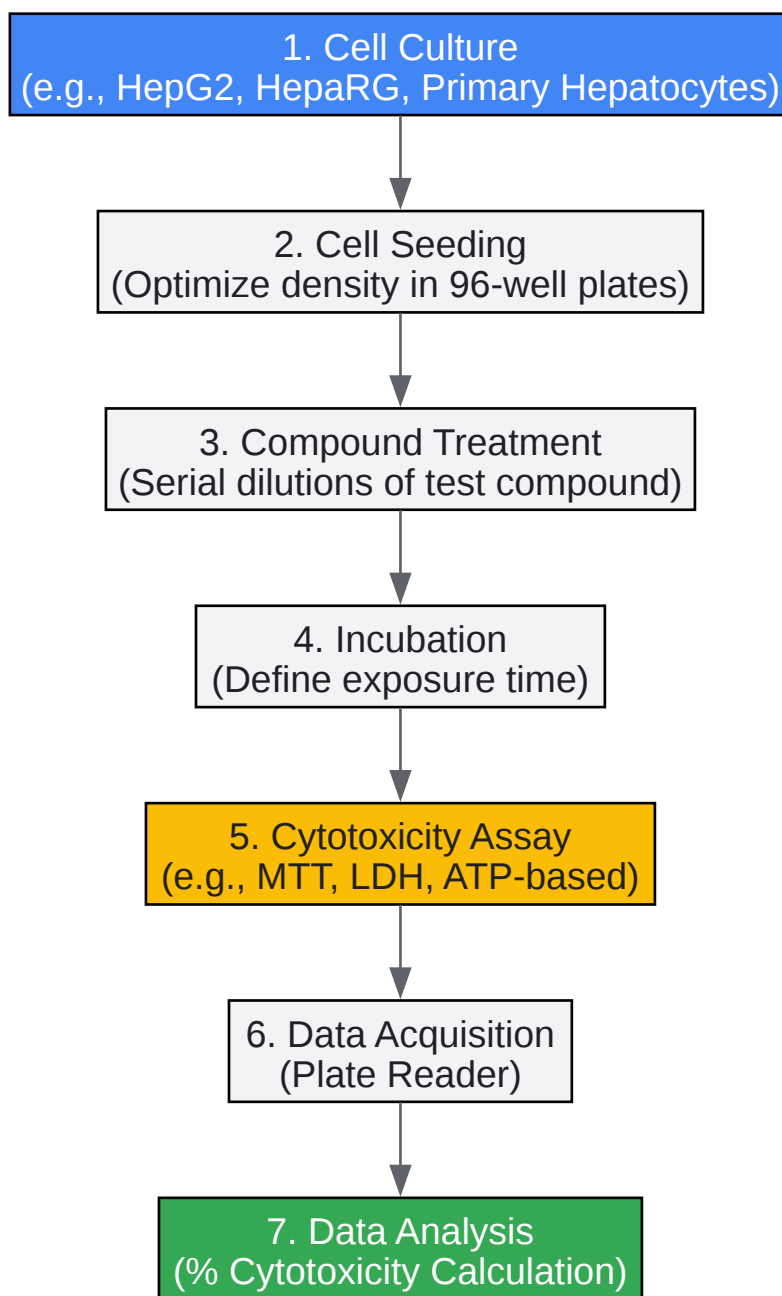 1. Cell Culture
(e.g., HepG2, HepaRG, Primary Hepatocytes)
2. Cell Seeding
(Optimize density in 96-well plates)
3. Compound Treatment
(Serial dilutions of test compound)
4. Incubation
(Define exposure time)
5. Cytotoxicity Assay
(e.g., MTT, LDH, ATP-based)
6. Data Acquisition
(Plate Reader)
7. Data Analysis
(% Cytotoxicity Calculation)